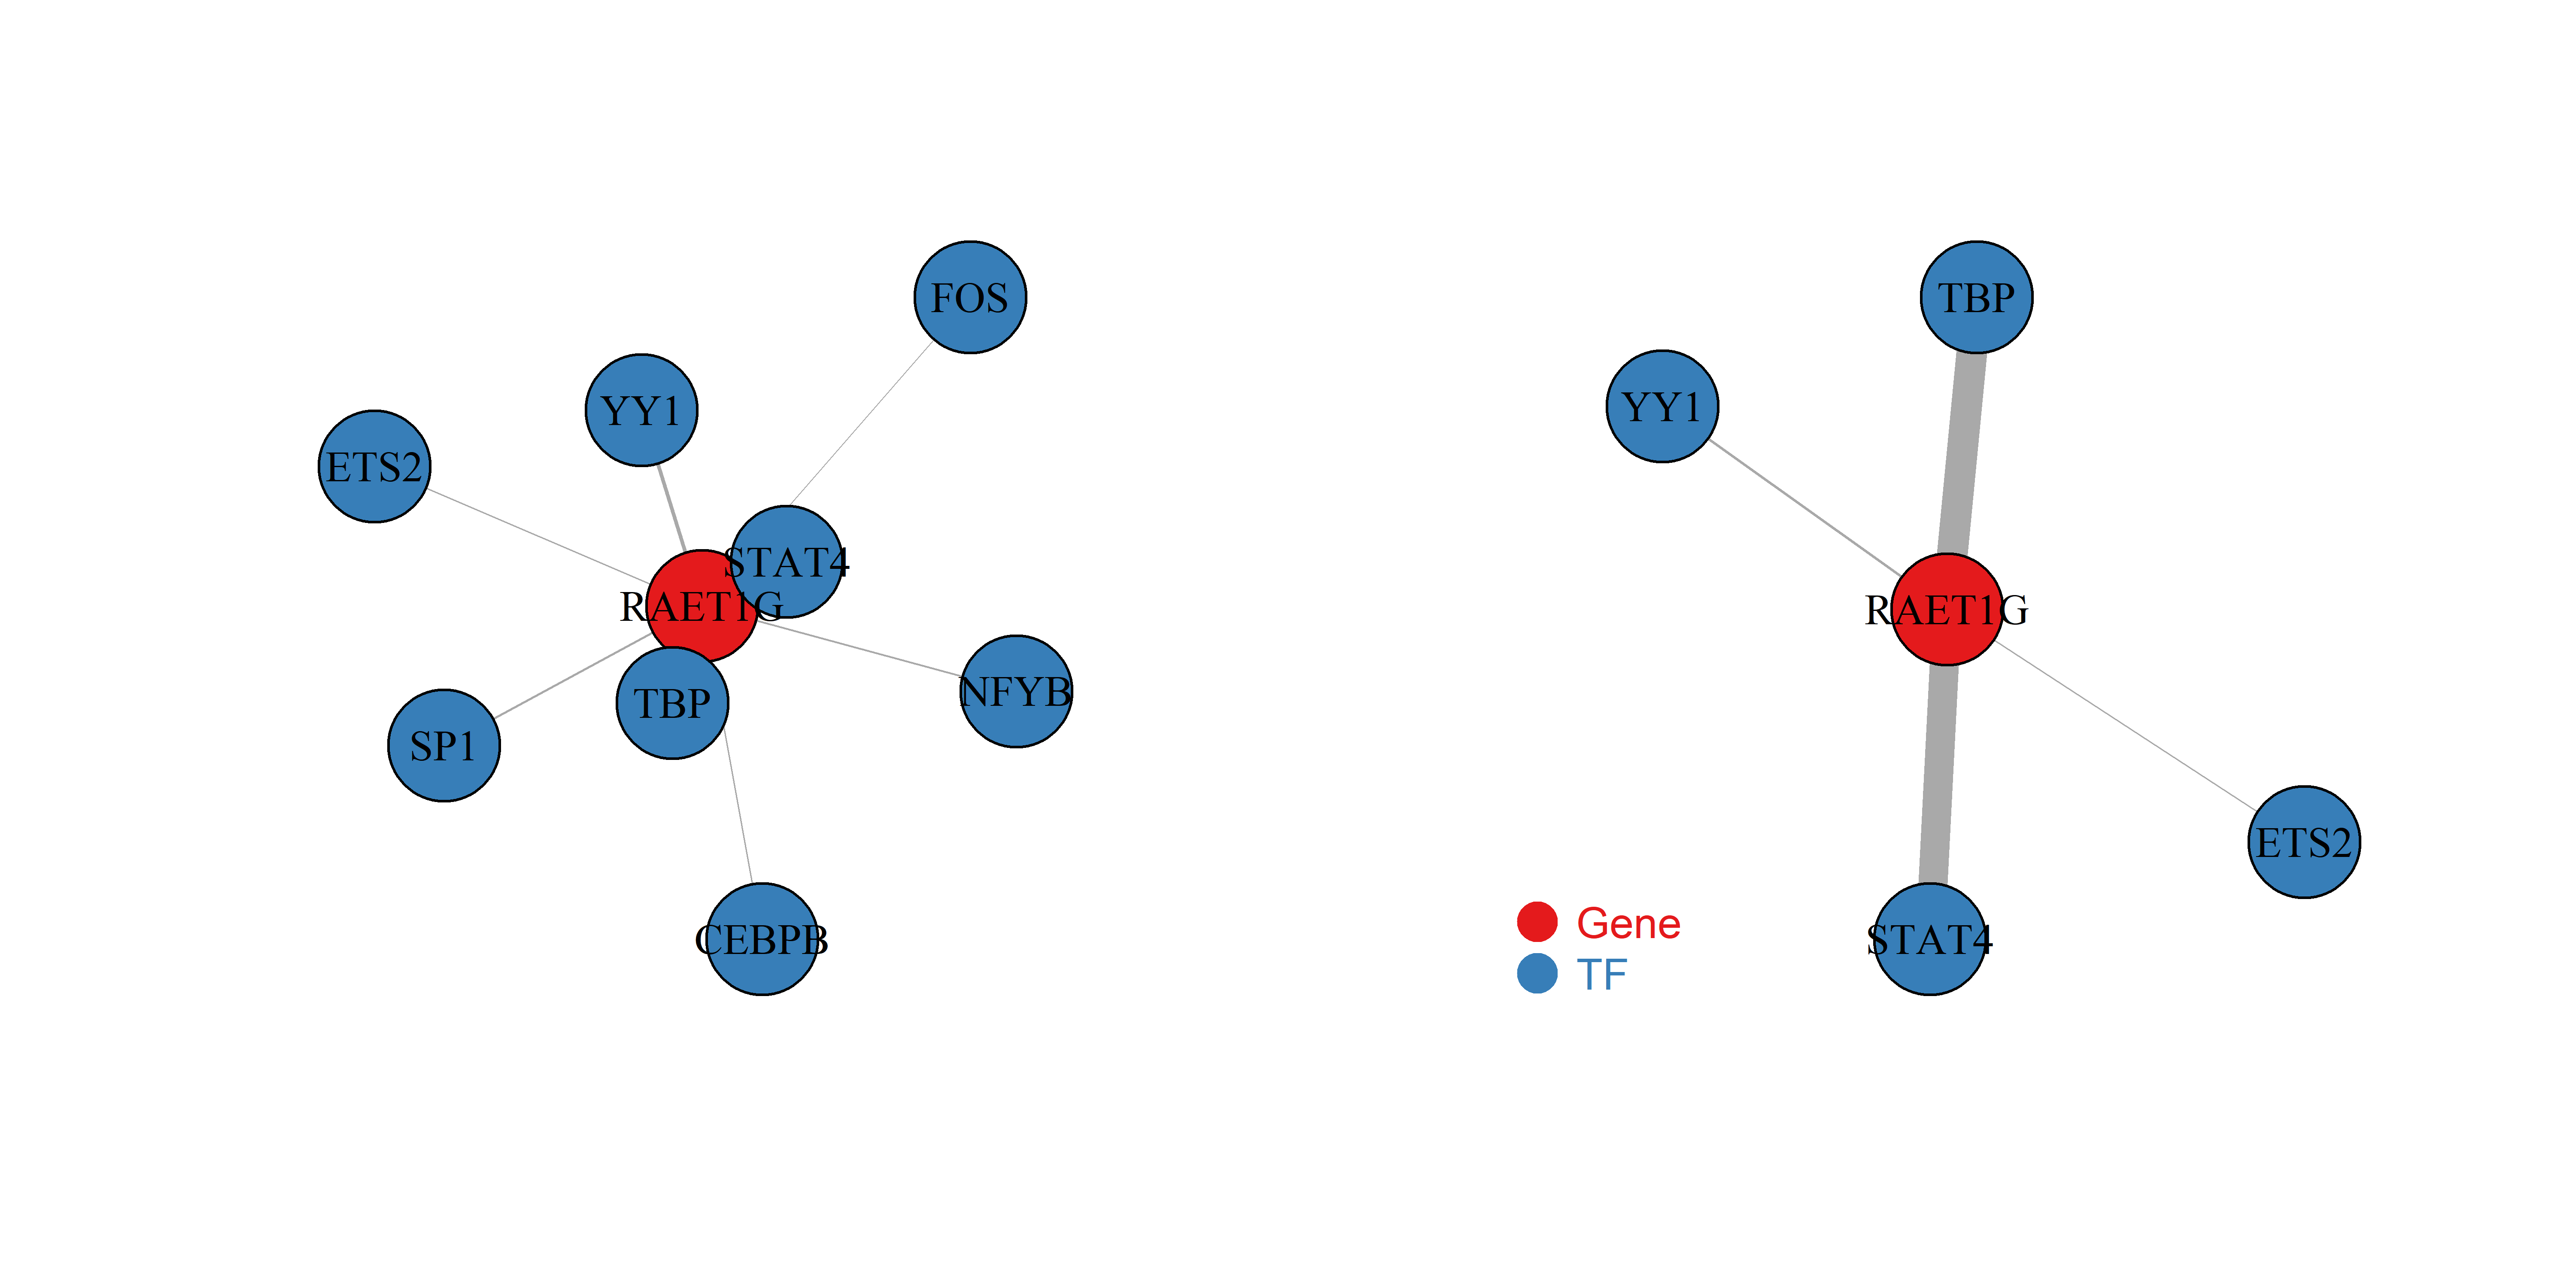 FOS
YY1
ETS2
STAT4
RAET1G
NFYB
TBP
SP1
CEBPB
TBP
YY1
RAET1G
ETS2
STAT4
Gene
TF